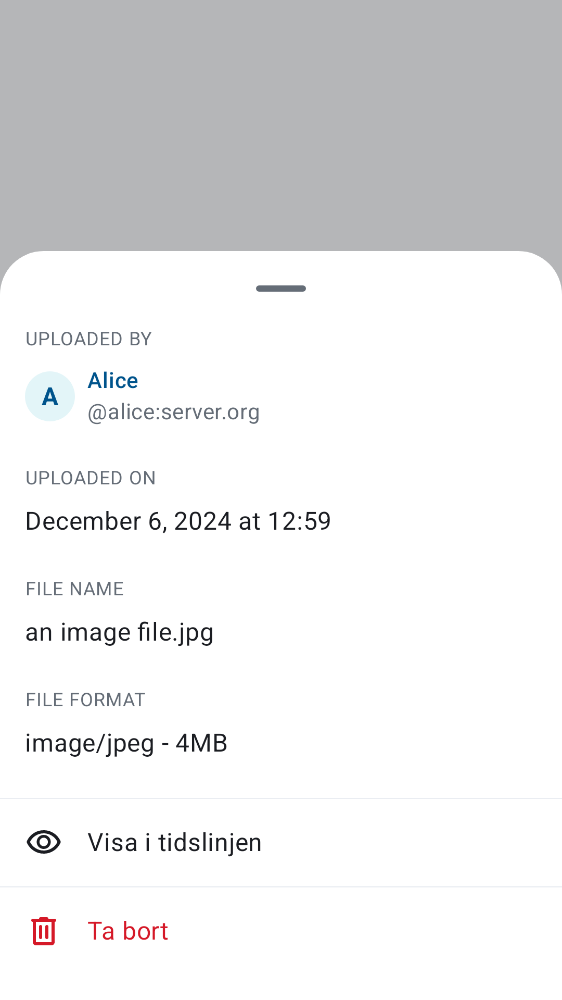 UPLOADED BY
A
Alice
@alice:server.org
UPLOADED ON
December 6, 2024 at 12:59
FILE NAME
an image file.jpg
FILE FORMAT
image/jpeg - 4MB
Visa i tidslinjen
Ta bort